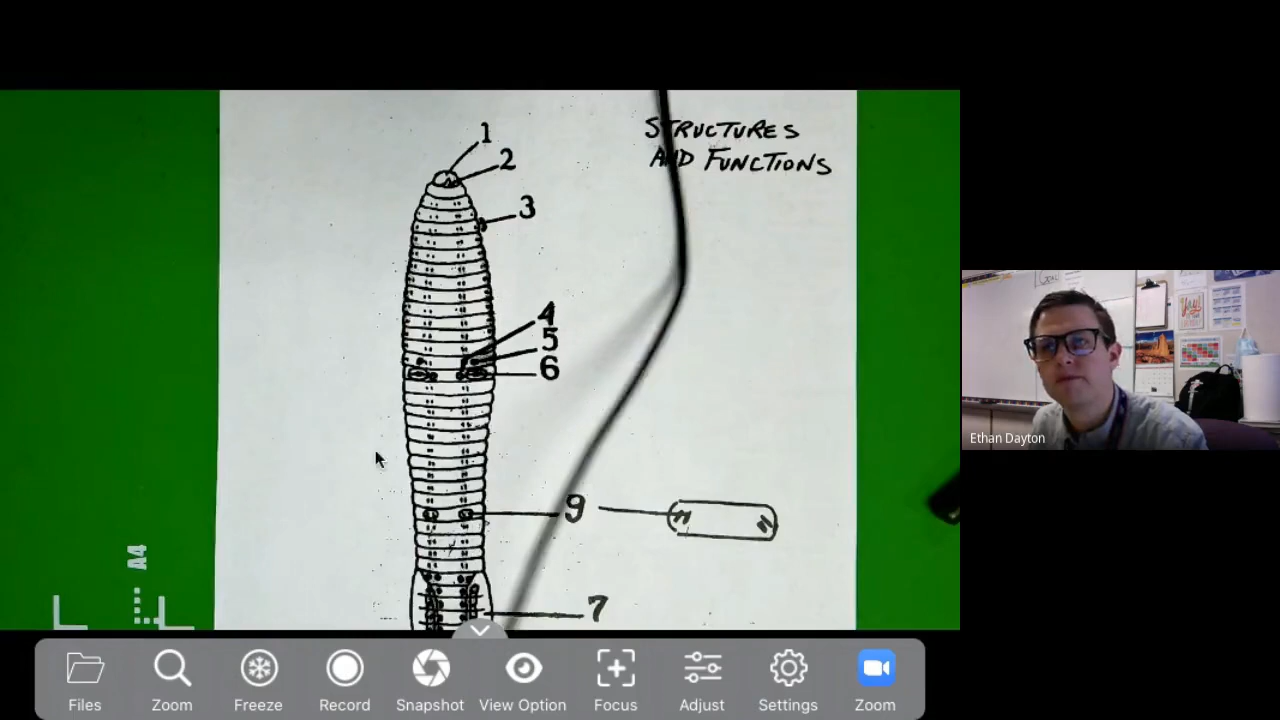 STRUCTURES
AND FUNCTIONS
1
2
3
4
5
6
9
7
A4
GOAL
Ethan Dayton
Files
Zoom
Freeze
Record
Snapshot
View Option
Focus
Adjust
Settings
Zoom